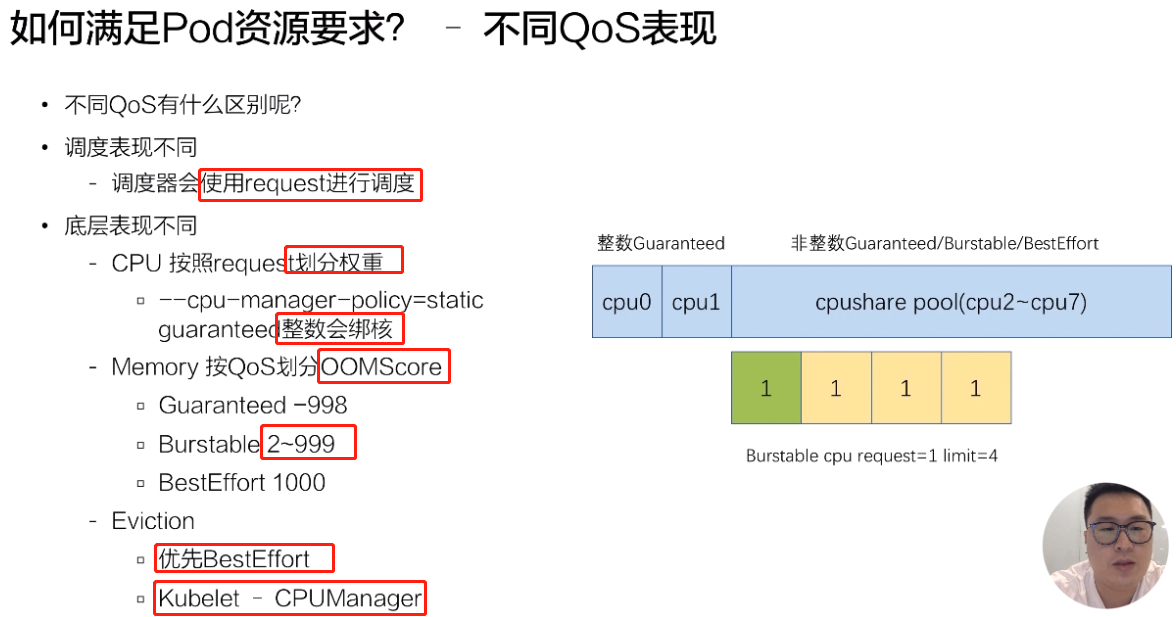 如何满足Pod资源要求? - 不同QoS表现
• 不同QoS有什么区别呢?
• 调度表现不同
- 调度器会使用request进行调度
• 底层表现不同
- CPU 按照request划分权重
▫ --cpu-manager-policy=static
guaranteed整数会绑核
- Memory 按QoS划分OOMScore
▫ Guaranteed -998
▫ Burstable 2~999
▫ BestEffort 1000
- Eviction
▫ 优先BestEffort
▫ Kubelet - CPUManager
整数Guaranteed 非整数Guaranteed/Burstable/BestEffort
cpu0 cpu1 cpushare pool(cpu2~cpu7)
1 1 1 1
Burstable cpu request=1 limit=4